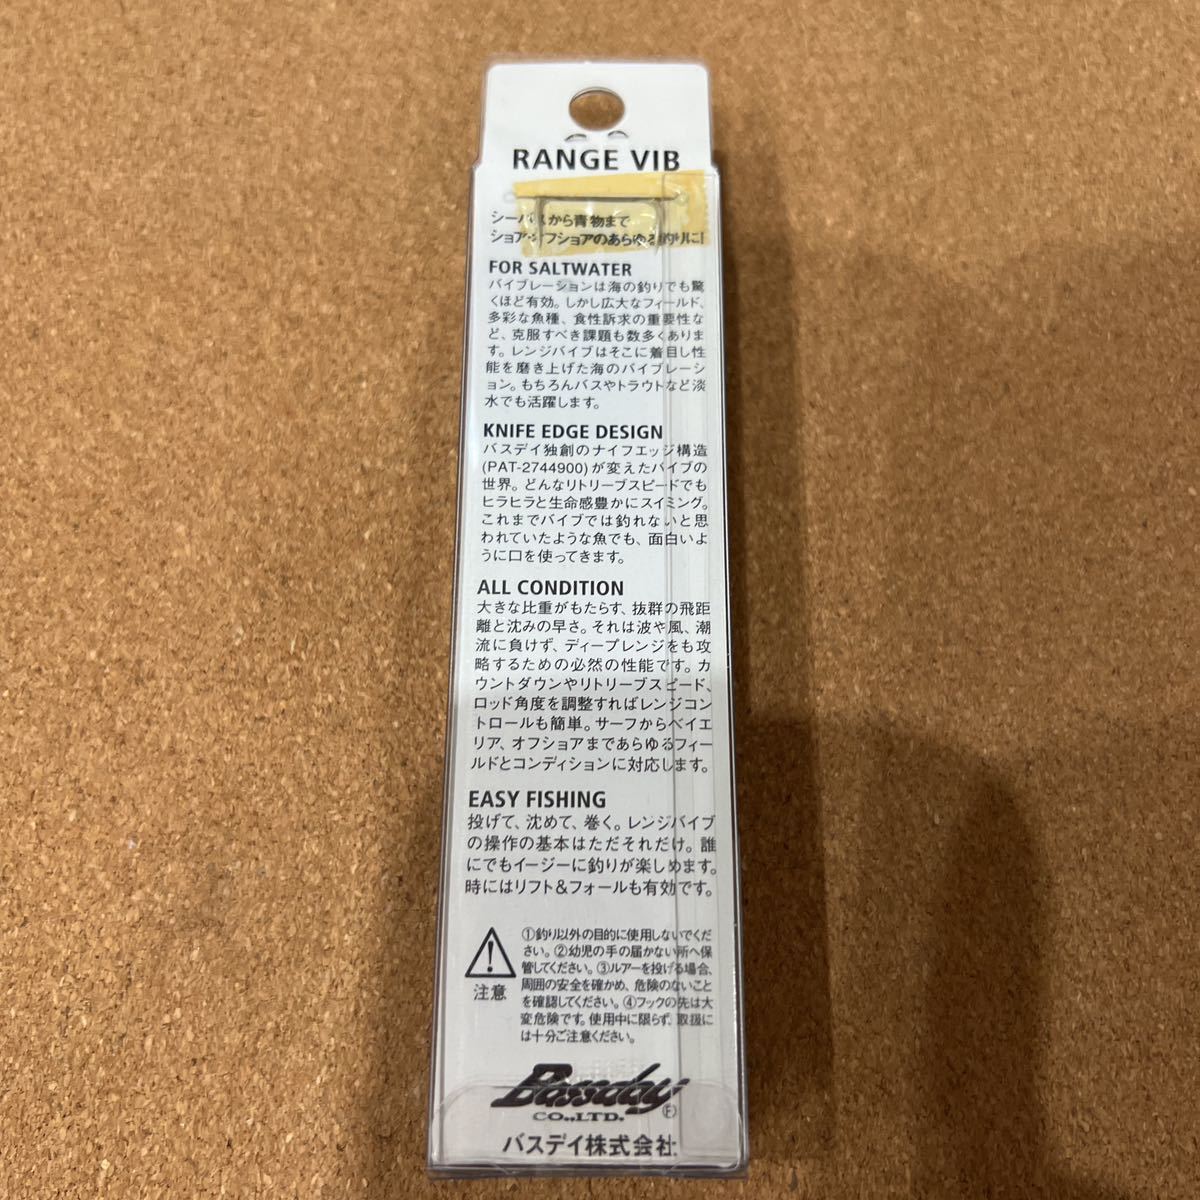 RANGE VIB
シーバスから青物まで
ショア・オフショアのあらゆる釣りに!
FOR SALTWATER
バイブレーションは海の釣りでも驚
くほど有効。しかし広大なフィールド、
多彩な魚種、食性訴求の重要性な
ど、克服すべき課題も数多くありま
す。レンジバイブはそこに着目し性
能を磨き上げた海のバイブレーシ
ョン。もちろんバスやトラウトなど淡
水でも活躍します。
KNIFE EDGE DESIGN
バスデイ独創のナイフエッジ構造
(PAT-2744900)が変えたバイブの
世界。どんなリトリーブスピードでも
ヒラヒラと生命感豊かにスイミング。
これまでバイブでは釣れないと思
われていたような魚でも、面白いよ
うに口を使ってきます。
ALL CONDITION
大きな比重がもたらす、抜群の飛距
離と沈みの早さ。それは波や風、潮
流に負けず、ディープレンジをも攻
略するための必然の性能です。カ
ウントダウンやリトリーブスピード、
ロッド角度を調整すればレンジコン
トロールも簡単。サーフからベイエ
リア、オフショアまであらゆるフィー
ルドとコンディションに対応します。
EASY FISHING
投げて、沈めて、巻く。レンジバイブ
の操作の基本はただそれだけ。誰
にでもイージーに釣りが楽しめます。
時にはリフト&フォールも有効です。
注意
①釣り以外の目的に使用しないでくだ
さい。②幼児の手の届かない所へ保
管してください。③ルアーを投げる場合、
周囲の安全を確かめ、危険のないこと
を確認してください。④フックの先は大
変危険です。使用中に限らず、取扱に
は十分ご注意ください。
Bassday
CO.,LTD. Ⓕ
バスデイ株式会社